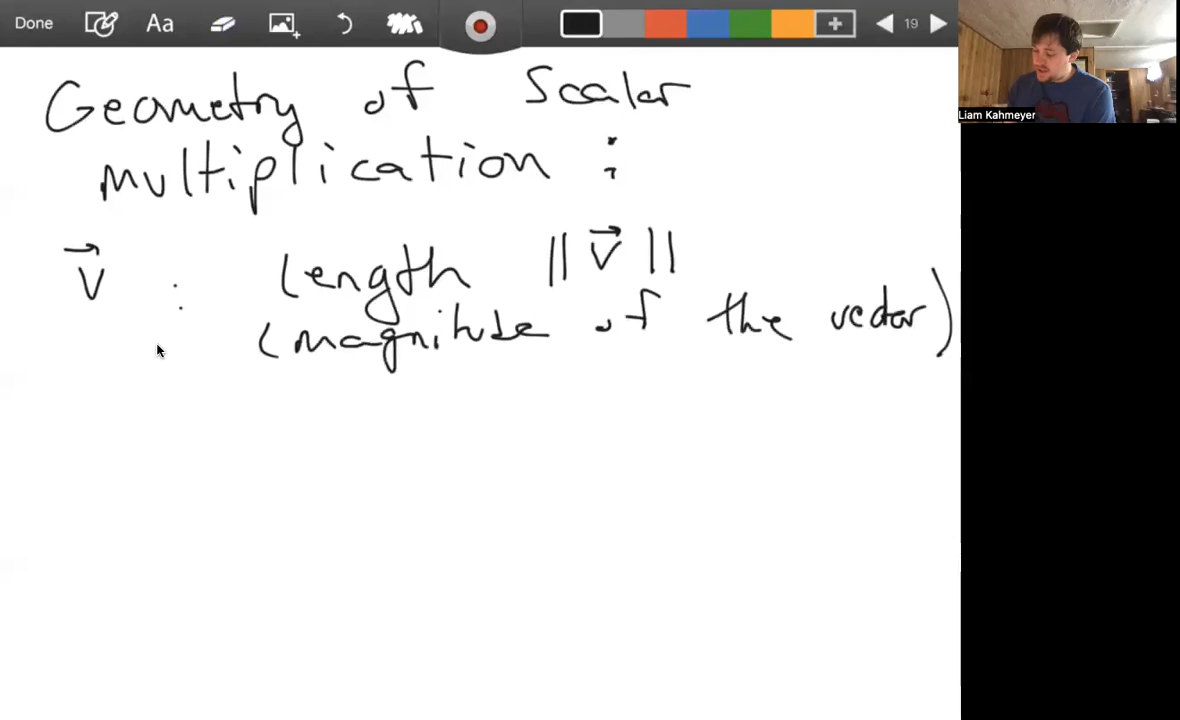 Done Aa 19
Liam Kahmeyer
Geometry of Scalar
multiplication :
v⃗ : length ||v⃗||
(magnitude of the vector)